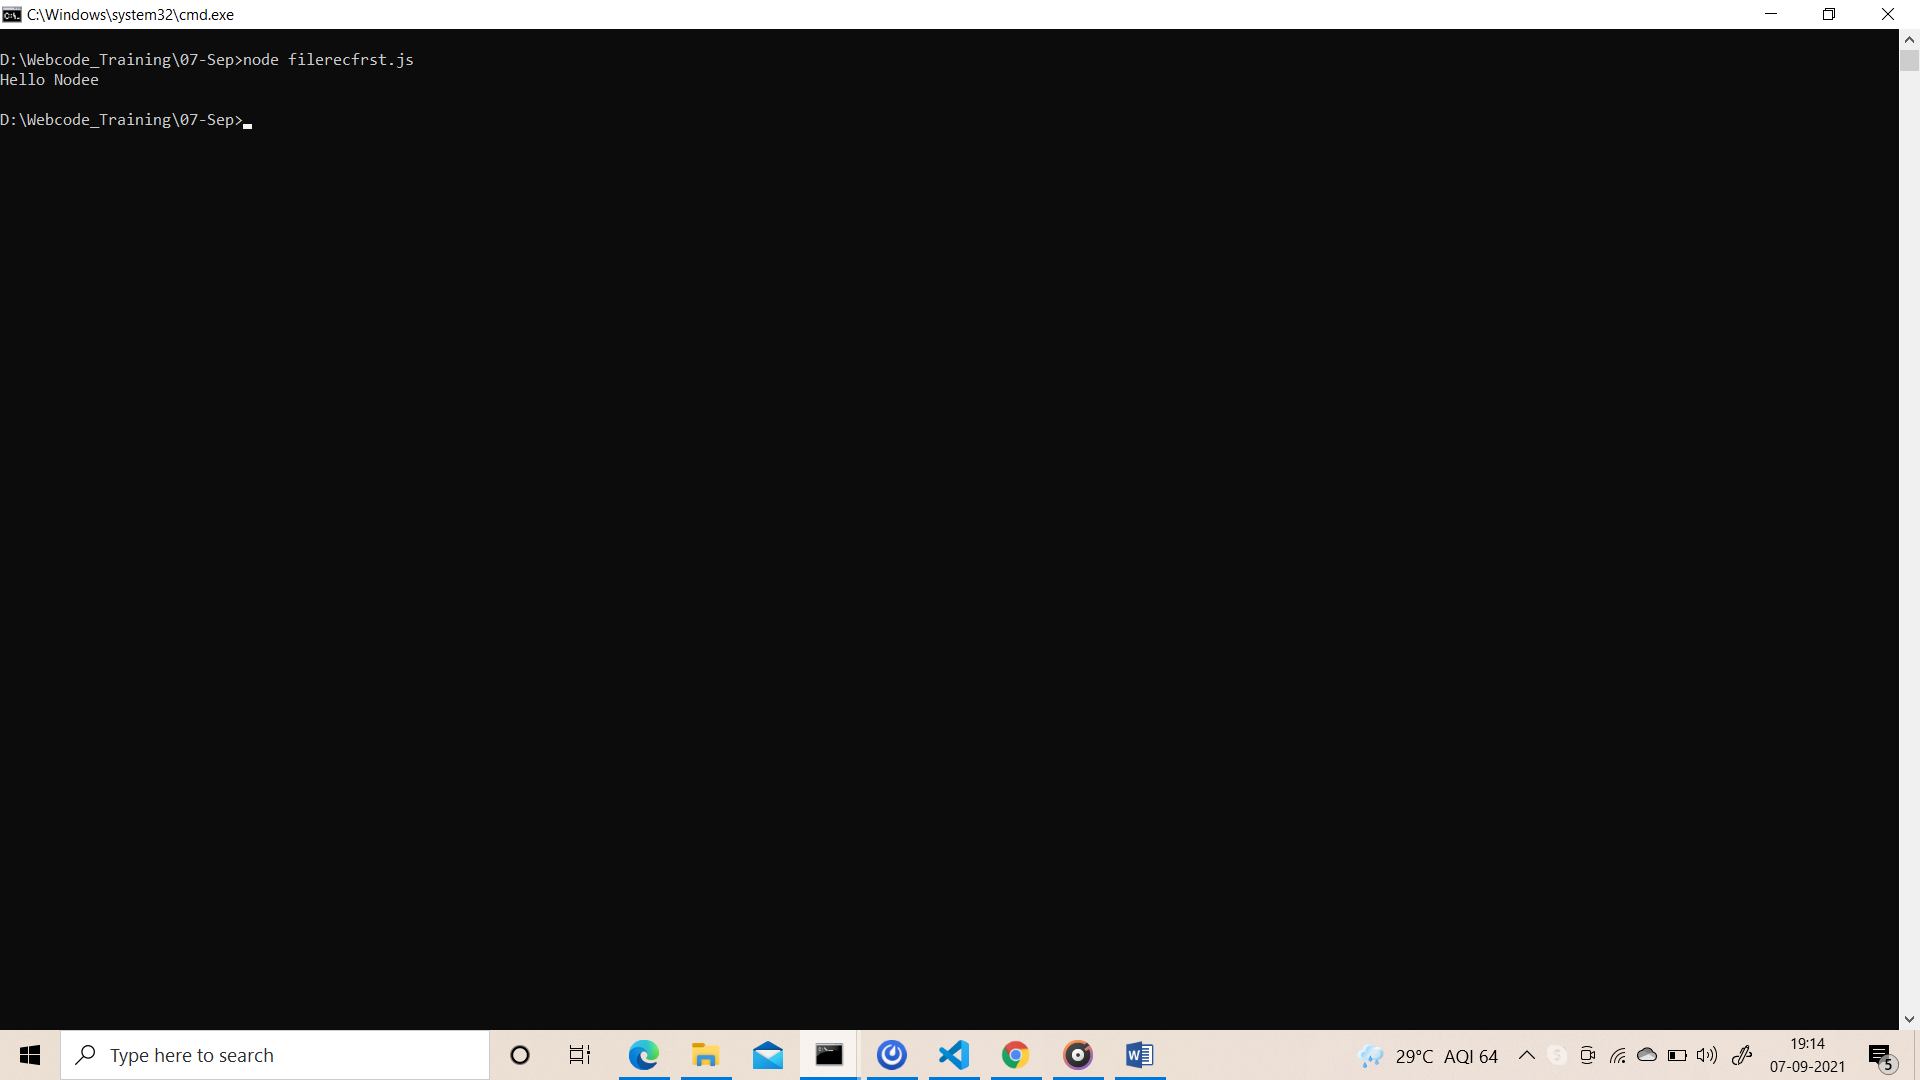 C:\Windows\system32\cmd.exe
D:\Webcode_Training\07-Sep>node filerecfrst.js
Hello Nodee
D:\Webcode_Training\07-Sep>
Type here to search
29°C AQI 64
19:14
07-09-2021
5